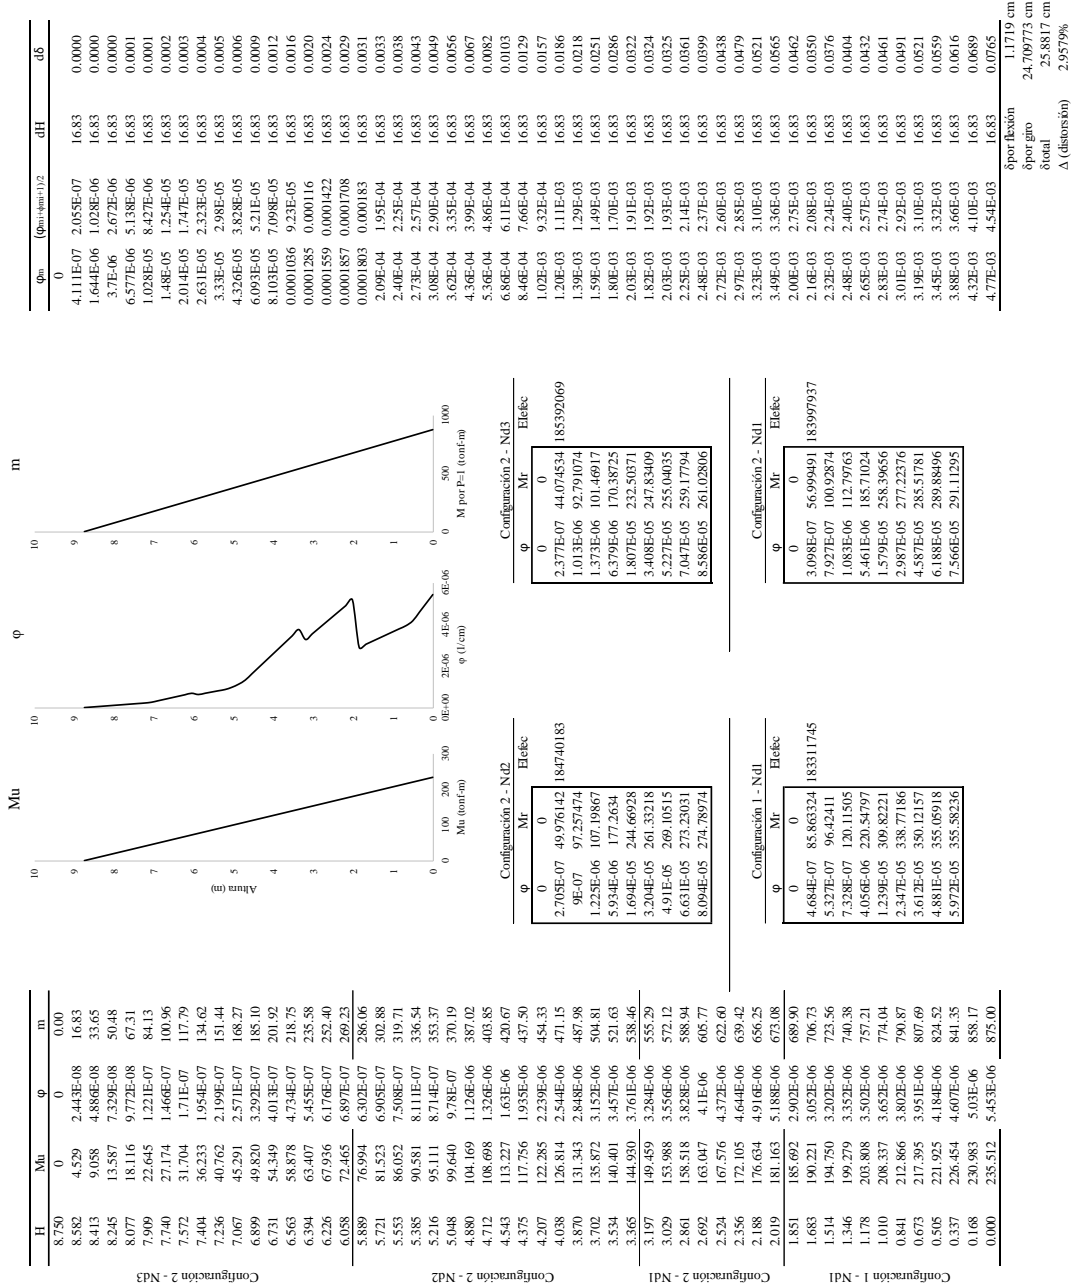 Mu φ m
H Mu φ m
8.750 0 0 0.00
8.582 4.529 2.443E-08 16.83
8.413 9.058 4.886E-08 33.65
8.245 13.587 7.329E-08 50.48
8.077 18.116 9.772E-08 67.31
7.909 22.645 1.221E-07 84.13
7.740 27.174 1.466E-07 100.96
7.572 31.704 1.71E-07 117.79
7.404 36.233 1.954E-07 134.62
7.236 40.762 2.199E-07 151.44
7.067 45.291 2.571E-07 168.27
6.899 49.820 3.292E-07 185.10
6.731 54.349 4.013E-07 201.92
6.563 58.878 4.734E-07 218.75
6.394 63.407 5.455E-07 235.58
6.226 67.936 6.176E-07 252.40
6.058 72.465 6.897E-07 269.23
Configuración 2 - Nd3
5.889 76.994 6.302E-07 286.06
5.721 81.523 6.905E-07 302.88
5.553 86.052 7.508E-07 319.71
5.385 90.581 8.111E-07 336.54
5.216 95.111 8.714E-07 353.37
5.048 99.640 9.78E-07 370.19
4.880 104.169 1.126E-06 387.02
4.712 108.698 1.326E-06 403.85
4.543 113.227 1.63E-06 420.67
4.375 117.756 1.935E-06 437.50
4.207 122.285 2.239E-06 454.33
4.038 126.814 2.544E-06 471.15
3.870 131.343 2.848E-06 487.98
3.702 135.872 3.152E-06 504.81
3.534 140.401 3.457E-06 521.63
3.365 144.930 3.761E-06 538.46
Configuración 2 - Nd2
3.197 149.459 3.284E-06 555.29
3.029 153.988 3.556E-06 572.12
2.861 158.518 3.828E-06 588.94
2.692 163.047 4.1E-06 605.77
2.524 167.576 4.372E-06 622.60
2.356 172.105 4.644E-06 639.42
2.188 176.634 4.916E-06 656.25
2.019 181.163 5.188E-06 673.08
Configuración 2 - Nd1
1.851 185.692 2.902E-06 689.90
1.683 190.221 3.052E-06 706.73
1.514 194.750 3.202E-06 723.56
1.346 199.279 3.352E-06 740.38
1.178 203.808 3.502E-06 757.21
1.010 208.337 3.652E-06 774.04
0.841 212.866 3.802E-06 790.87
0.673 217.395 3.951E-06 807.69
0.505 221.925 4.184E-06 824.52
0.337 226.454 4.607E-06 841.35
0.168 230.983 5.03E-06 858.17
0.000 235.512 5.453E-06 875.00
Configuración 1 - Nd1
10
9
8
7
6
5
4
3
2
1
0
Altura (m)
0 100 200 300
Mu (tonf-m)
10
9
8
7
6
5
4
3
2
1
0
0E+00 2E-06 4E-06 6E-06
φ (1/cm)
10
9
8
7
6
5
4
3
2
1
0
0 500 1000
M por P=1 (tonf-m)
Configuración 2 - Nd2
φ Mr EIefec
0 0
2.705E-07 49.976142 184740183
9E-07 97.257474
1.225E-06 107.19867
5.934E-06 177.2634
1.694E-05 244.66928
3.204E-05 261.33218
4.91E-05 269.10515
6.631E-05 273.23031
8.094E-05 274.78974
Configuración 2 - Nd3
φ Mr EIefec
0 0
2.377E-07 44.074534 185392069
1.013E-06 92.791074
1.373E-06 101.46917
6.379E-06 170.38725
1.807E-05 232.50371
3.408E-05 247.83409
5.227E-05 255.04035
7.047E-05 259.17794
8.586E-05 261.02806
Configuración 1 - Nd1
φ Mr EIefec
0 0
4.684E-07 85.863324 183311745
5.327E-07 96.42411
7.328E-07 120.11505
4.056E-06 220.54797
1.239E-05 309.82221
2.347E-05 338.77186
3.612E-05 350.12157
4.881E-05 355.05918
5.972E-05 355.58236
Configuración 2 - Nd1
φ Mr EIefec
0 0
3.098E-07 56.999491 183997937
7.927E-07 100.92874
1.083E-06 112.79763
5.461E-06 185.71024
1.579E-05 258.39656
2.987E-05 277.22376
4.587E-05 285.51781
6.188E-05 289.88496
7.566E-05 291.11295
φm (φmi+φmi+1)/2 dH dδ
0
4.111E-07 2.055E-07 16.83 0.0000
1.644E-06 1.028E-06 16.83 0.0000
3.7E-06 2.672E-06 16.83 0.0001
6.577E-06 5.138E-06 16.83 0.0001
1.028E-05 8.427E-06 16.83 0.0001
1.48E-05 1.254E-05 16.83 0.0002
2.014E-05 1.747E-05 16.83 0.0003
2.631E-05 2.323E-05 16.83 0.0004
3.33E-05 2.98E-05 16.83 0.0005
4.326E-05 3.828E-05 16.83 0.0006
6.093E-05 5.21E-05 16.83 0.0009
8.103E-05 7.098E-05 16.83 0.0012
0.0001036 9.23E-05 16.83 0.0016
0.0001285 0.000116 16.83 0.0020
0.0001559 0.0001422 16.83 0.0024
0.0001857 0.0001708 16.83 0.0029
0.0001803 0.000183 16.83 0.0031
2.09E-04 1.95E-04 16.83 0.0033
2.40E-04 2.25E-04 16.83 0.0038
2.73E-04 2.57E-04 16.83 0.0043
3.08E-04 2.90E-04 16.83 0.0049
3.62E-04 3.35E-04 16.83 0.0056
4.36E-04 3.99E-04 16.83 0.0067
5.36E-04 4.86E-04 16.83 0.0082
6.86E-04 6.11E-04 16.83 0.0103
8.46E-04 7.66E-04 16.83 0.0129
1.02E-03 9.32E-04 16.83 0.0157
1.20E-03 1.11E-03 16.83 0.0186
1.39E-03 1.29E-03 16.83 0.0218
1.59E-03 1.49E-03 16.83 0.0251
1.80E-03 1.70E-03 16.83 0.0286
2.03E-03 1.91E-03 16.83 0.0322
1.82E-03 1.92E-03 16.83 0.0324
2.03E-03 1.93E-03 16.83 0.0325
2.25E-03 2.14E-03 16.83 0.0361
2.48E-03 2.37E-03 16.83 0.0399
2.72E-03 2.60E-03 16.83 0.0438
2.97E-03 2.85E-03 16.83 0.0479
3.23E-03 3.10E-03 16.83 0.0521
3.49E-03 3.36E-03 16.83 0.0565
2.00E-03 2.75E-03 16.83 0.0462
2.16E-03 2.08E-03 16.83 0.0350
2.32E-03 2.24E-03 16.83 0.0376
2.48E-03 2.40E-03 16.83 0.0404
2.65E-03 2.57E-03 16.83 0.0432
2.83E-03 2.74E-03 16.83 0.0461
3.01E-03 2.92E-03 16.83 0.0491
3.19E-03 3.10E-03 16.83 0.0521
3.45E-03 3.32E-03 16.83 0.0559
3.88E-03 3.66E-03 16.83 0.0616
4.32E-03 4.10E-03 16.83 0.0689
4.77E-03 4.54E-03 16.83 0.0765
δpor flexión 1.1719 cm
δpor giro 24.709773 cm
δtotal 25.8817 cm
Δ (distorsión) 2.9579%